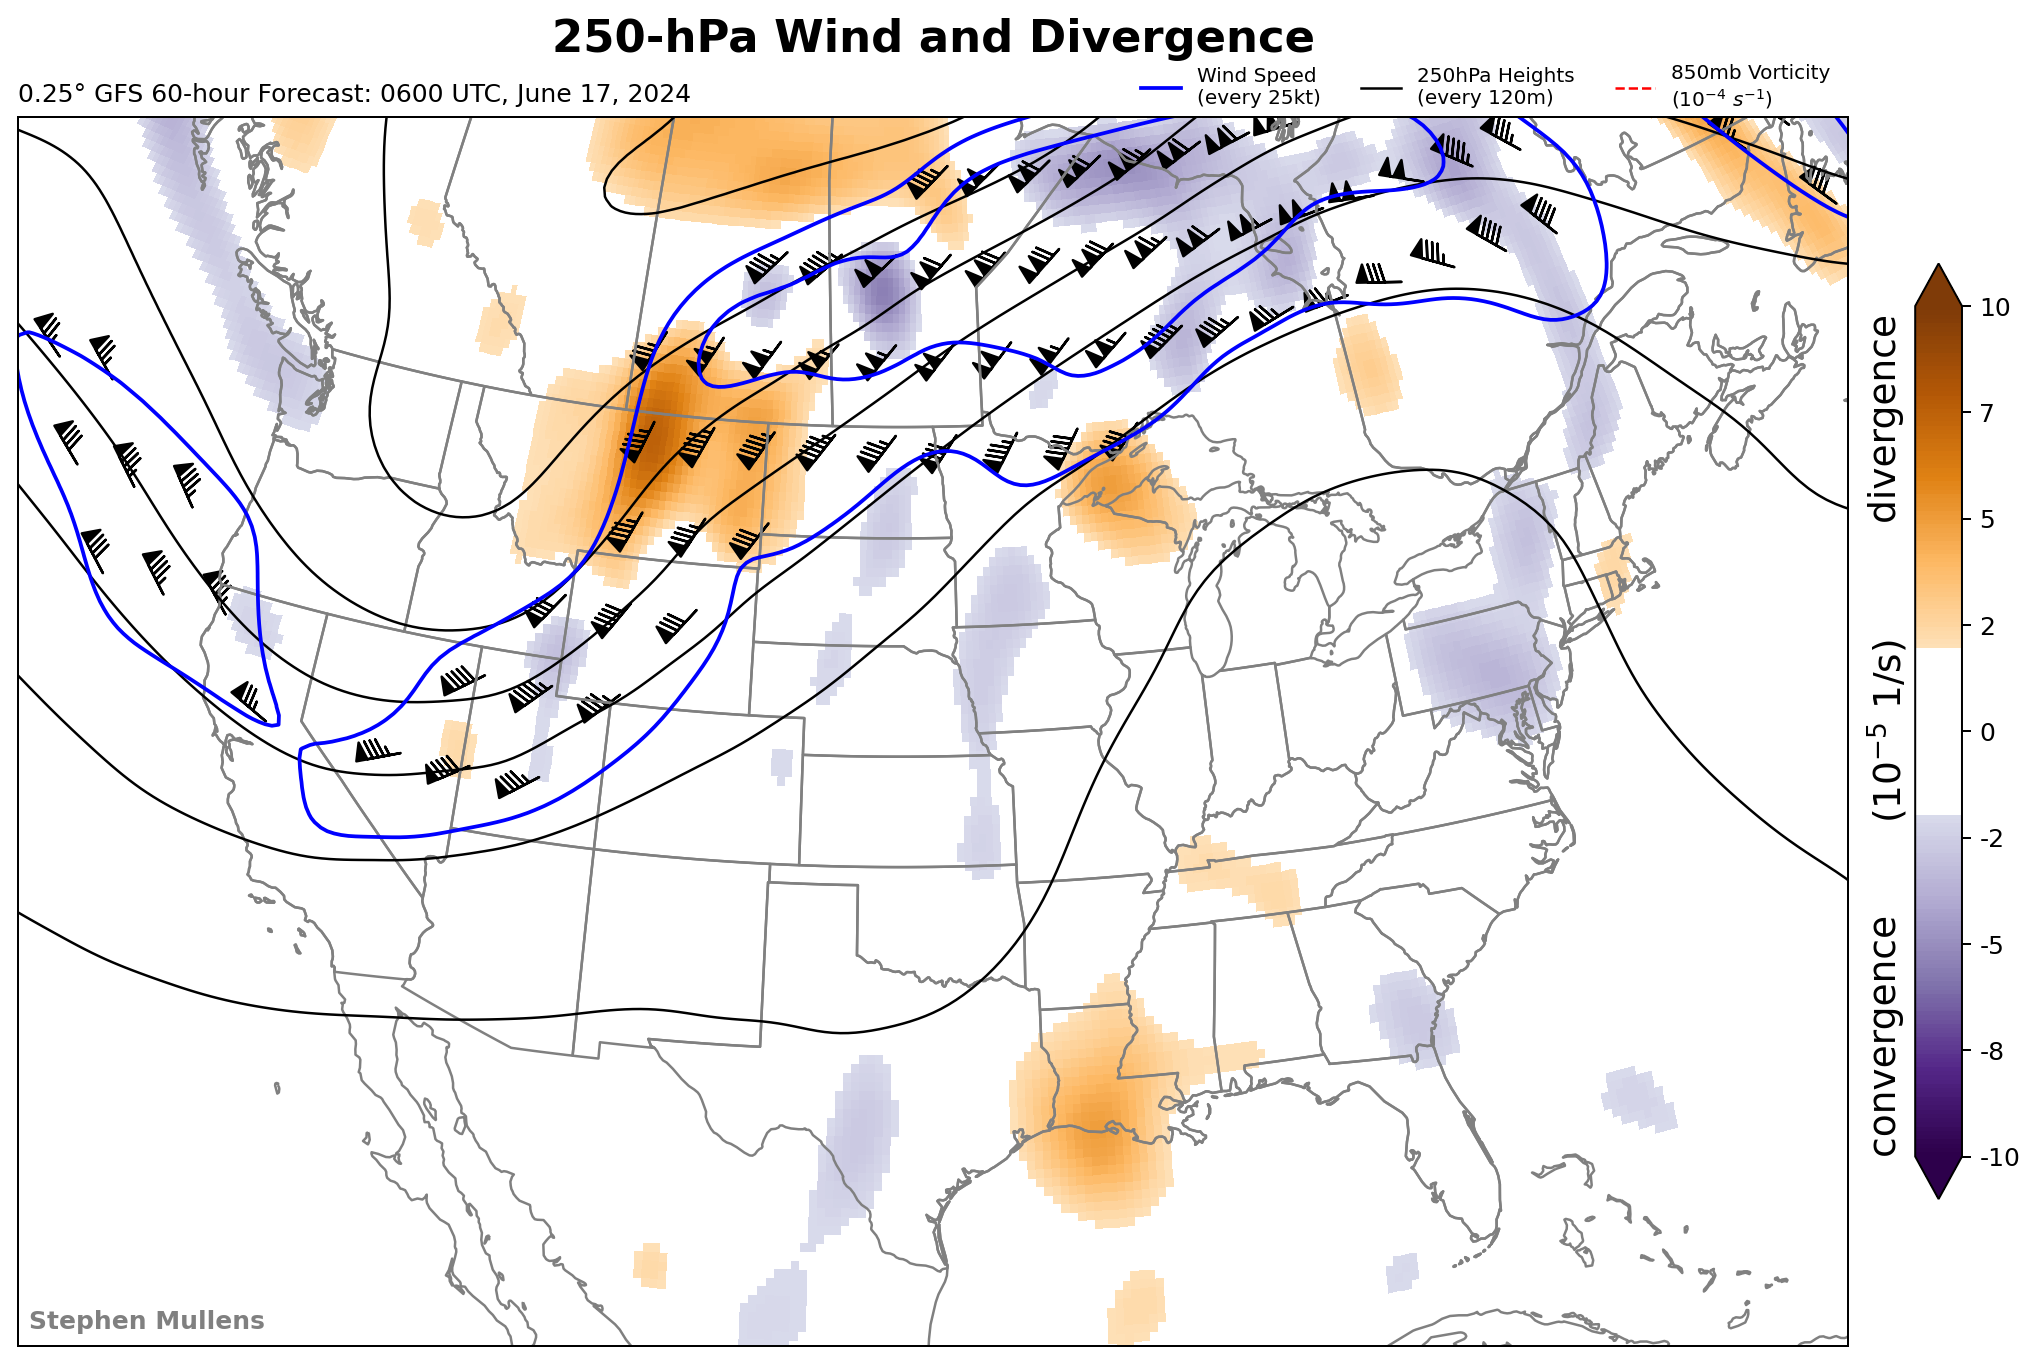 250-hPa Wind and Divergence
0.25° GFS 60-hour Forecast: 0600 UTC, June 17, 2024
Wind Speed
(every 25kt)
250hPa Heights
(every 120m)
850mb Vorticity
(10⁻⁴ s⁻¹)
10
7
5
2
0
-2
-5
-8
-10
convergence (10⁻⁵ 1/s) divergence
Stephen Mullens